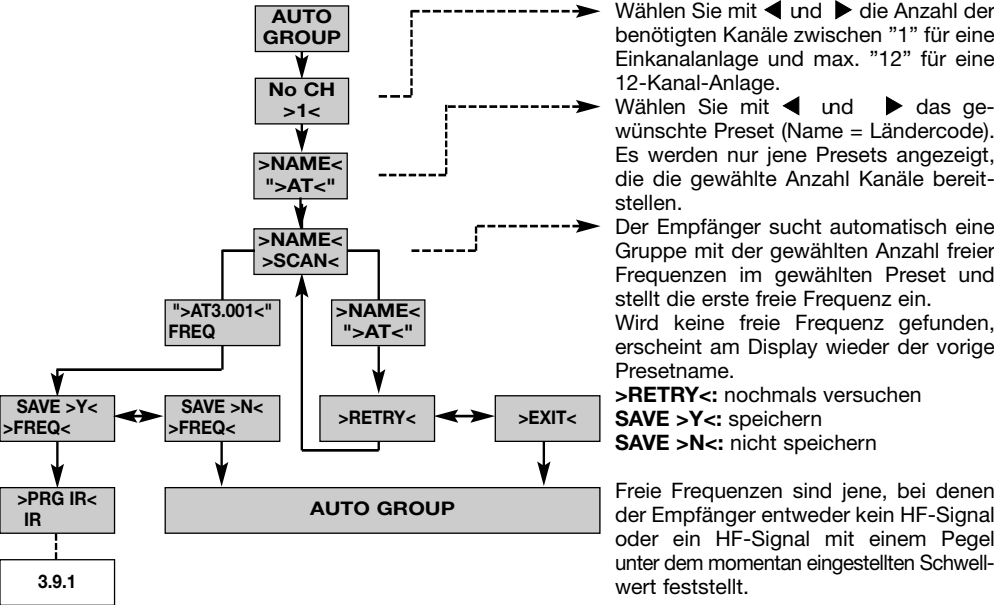 AUTO
GROUP
No CH
>1<
>NAME<
">AT<"
>NAME<
>SCAN<
">AT3.001<"
FREQ
>NAME<
">AT<"
SAVE >Y<
>FREQ<
SAVE >N<
>FREQ<
>RETRY<
>EXIT<
>PRG IR<
IR
AUTO GROUP
3.9.1
Wählen Sie mit ◀ und ▶ die Anzahl der
benötigten Kanäle zwischen ”1” für eine
Einkanalanlage und max. ”12” für eine
12-Kanal-Anlage.
Wählen Sie mit ◀ und ▶ das ge-
wünschte Preset (Name = Ländercode).
Es werden nur jene Presets angezeigt,
die die gewählte Anzahl Kanäle bereit-
stellen.
Der Empfänger sucht automatisch eine
Gruppe mit der gewählten Anzahl freier
Frequenzen im gewählten Preset und
stellt die erste freie Frequenz ein.
Wird keine freie Frequenz gefunden,
erscheint am Display wieder der vorige
Presetname.
>RETRY<: nochmals versuchen
SAVE >Y<: speichern
SAVE >N<: nicht speichern
Freie Frequenzen sind jene, bei denen
der Empfänger entweder kein HF-Signal
oder ein HF-Signal mit einem Pegel
unter dem momentan eingestellten Schwell-
wert feststellt.